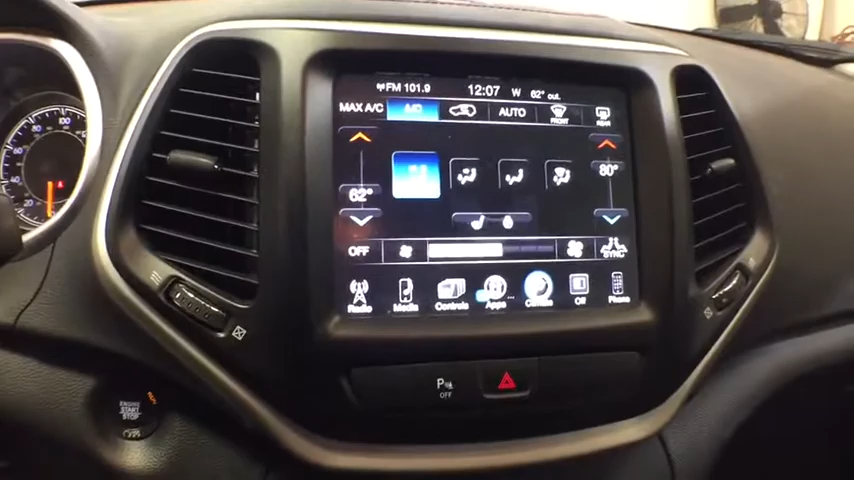 FM 101.9 12:07 W 62° out
MAX A/C A/C AUTO FRONT REAR
62° 80°
OFF SYNC
Radio Media Controls Apps Climate Off Phone
P OFF
ENGINE START STOP RUN